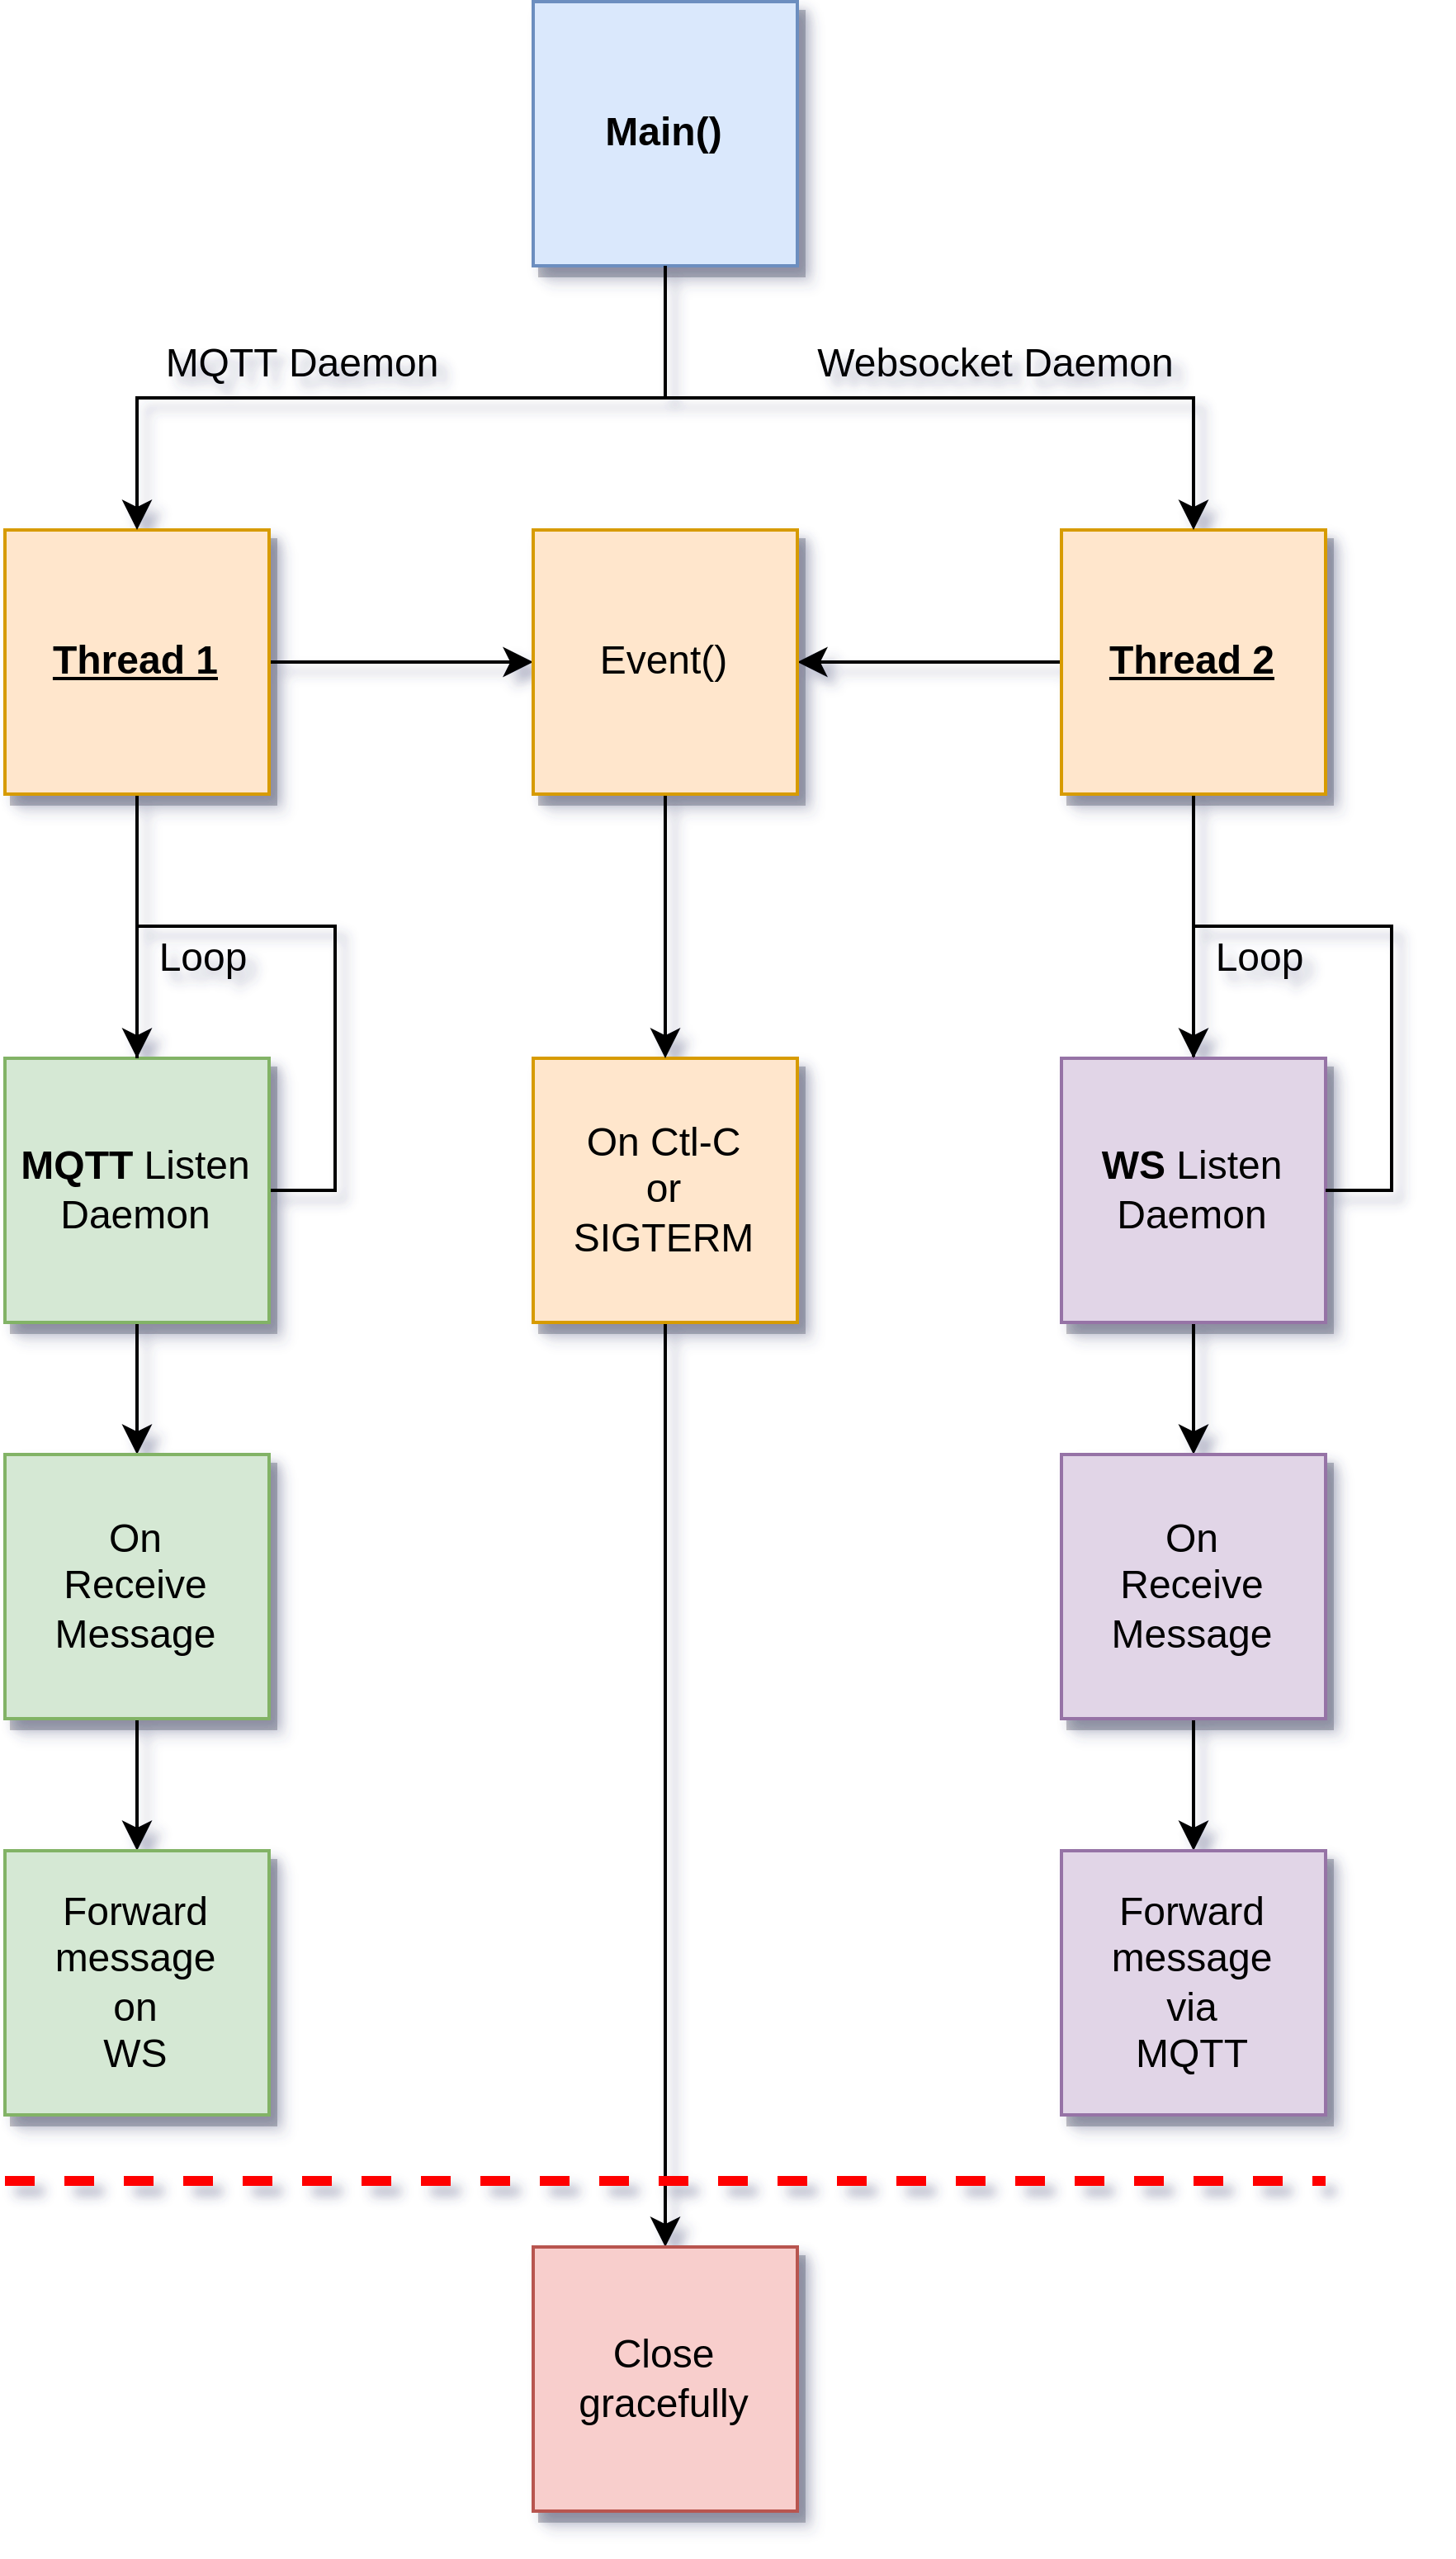 Main()
MQTT Daemon
Websocket Daemon
Thread 1
Event()
Thread 2
Loop
Loop
MQTT Listen
Daemon
On Ctl-C
or
SIGTERM
WS Listen
Daemon
On
Receive
Message
On
Receive
Message
Forward
message
on
WS
Forward
message
via
MQTT
Close
gracefully